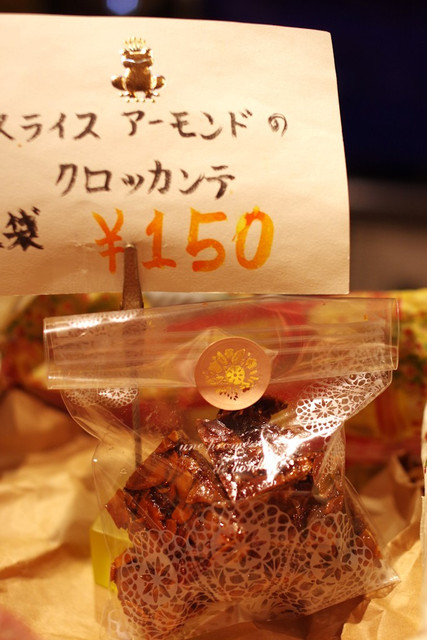 スライス アーモンドの
クロッカンテ
袋 ¥150